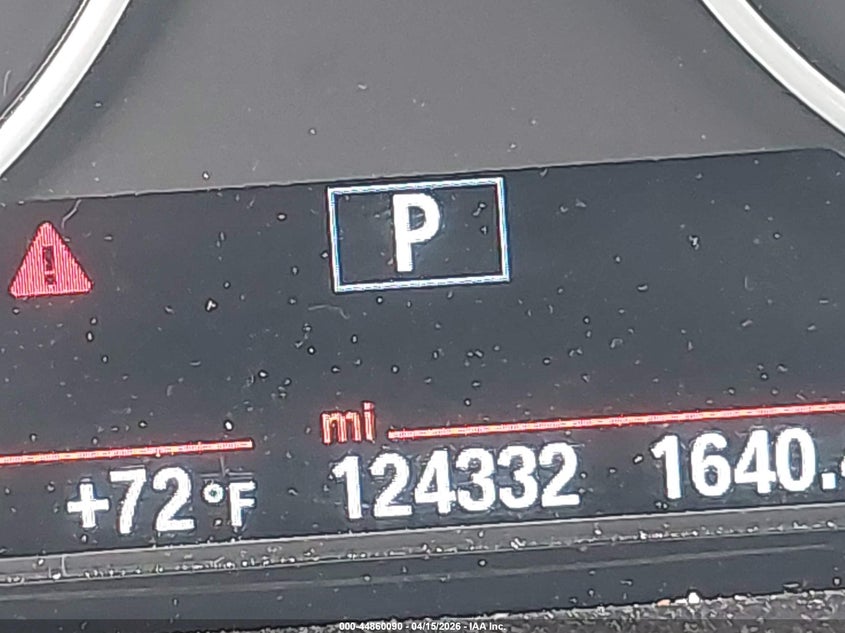 P
mi
+72°F 124332 1640.
000-44860090 - 04/15/2026 - IAA Inc.